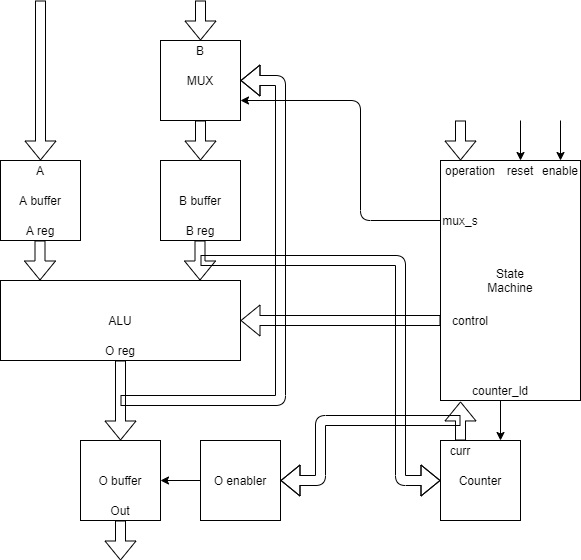 B
MUX
A
A buffer
A reg
B buffer
B reg
operation
reset
enable
mux_s
State
Machine
control
counter_ld
ALU
O reg
O buffer
Out
O enabler
curr
Counter